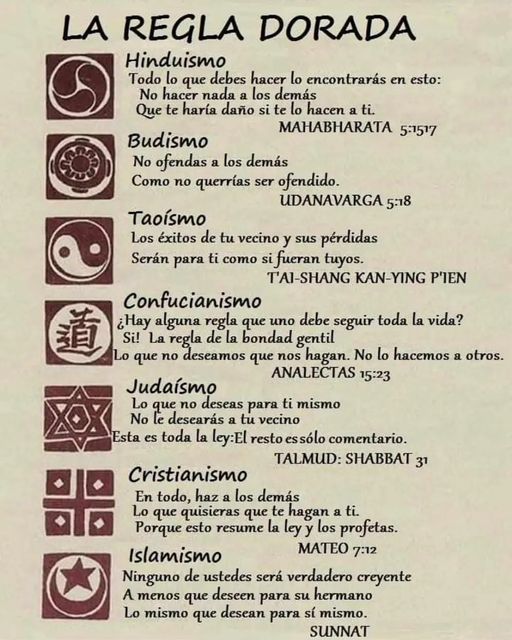 LA REGLA DORADA
Hinduismo
Todo lo que debes hacer lo encontrarás en esto:
No hacer nada a los demás
Que te haría daño si te lo hacen a ti.
MAHABHARATA 5:1517
Budismo
No ofendas a los demás
Como no querrías ser ofendido.
UDANAVARGA 5:18
Taoísmo
Los éxitos de tu vecino y sus pérdidas
Serán para ti como si fueran tuyos.
T'AI-SHANG KAN-YING P'IEN
Confucianismo
道
¿Hay alguna regla que uno debe seguir toda la vida?
Si! La regla de la bondad gentil
Lo que no deseamos que nos hagan. No lo hacemos a otros.
ANALECTAS 15:23
Judaísmo
Lo que no deseas para ti mismo
No le desearás a tu vecino
Esta es toda la ley:El resto es sólo comentario.
TALMUD: SHABBAT 31
Cristianismo
En todo, haz a los demás
Lo que quisieras que te hagan a ti.
Porque esto resume la ley y los profetas.
MATEO 7:12
Islamismo
Ninguno de ustedes será verdadero creyente
A menos que deseen para su hermano
Lo mismo que desean para sí mismo.
SUNNAT